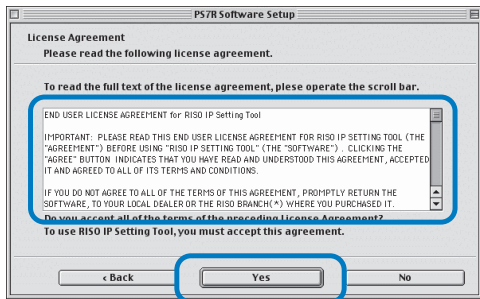 PS7R Software Setup
License Agreement
Please read the following license agreement.
To read the full text of the license agreement, plese operate the scroll bar.
END USER LICENSE AGREEMENT for RISO IP Setting Tool
IMPORTANT: PLEASE READ THIS END USER LICENSE AGREEMENT FOR RISO IP SETTING TOOL (THE
"AGREEMENT") BEFORE USING "RISO IP SETTING TOOL" (THE "SOFTWARE") . CLICKING THE
"AGREE" BUTTON INDICATES THAT YOU HAVE READ AND UNDERSTOOD THIS AGREEMENT, ACCEPTED
IT AND AGREED TO ALL OF ITS TERMS AND CONDITIONS.
IF YOU DO NOT AGREE TO ALL OF THE TERMS OF THIS AGREEMENT, PROMPTLY RETURN THE
SOFTWARE, TO YOUR LOCAL DEALER OR THE RISO BRANCH(*) WHERE YOU PURCHASED IT.
Do you accept all of the terms of the preceding License Agreement?
To use RISO IP Setting Tool, you must accept this agreement.
‹ Back
Yes
No